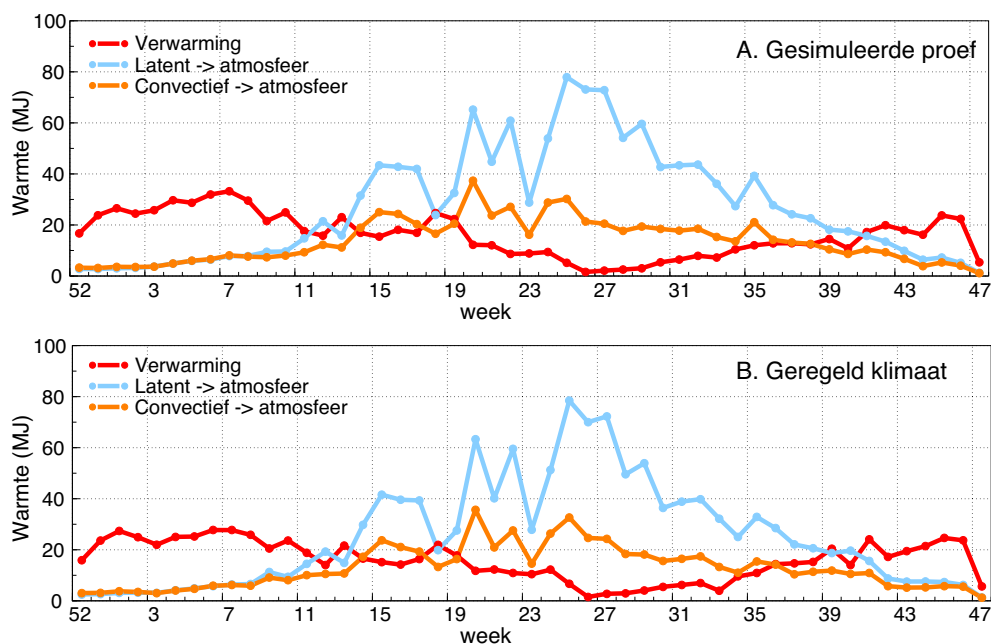 100
80
60
40
20
0
Warmte (MJ)
Verwarming
Latent -> atmosfeer
Convectief -> atmosfeer
A. Gesimuleerde proef
52 3 7 11 15 19 23 27 31 35 39 43 47
week
100
80
60
40
20
0
Warmte (MJ)
Verwarming
Latent -> atmosfeer
Convectief -> atmosfeer
B. Geregeld klimaat
52 3 7 11 15 19 23 27 31 35 39 43 47
week